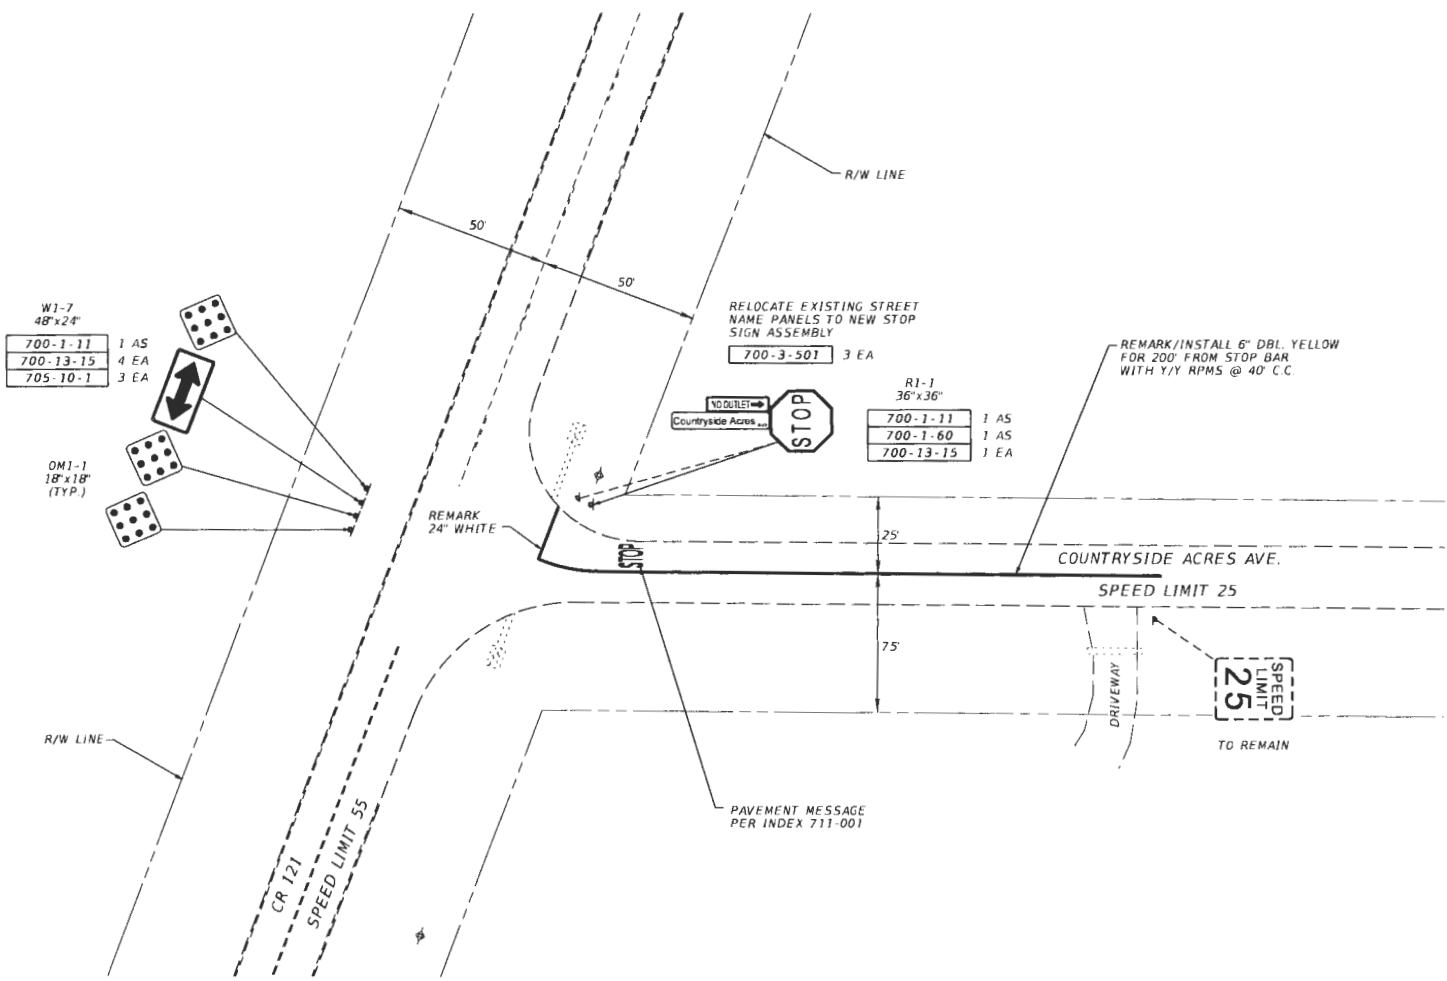 R/W LINE
50'
50'
W1-7
48"x24"
700-1-11 1 AS
700-13-15 4 EA
705-10-1 3 EA
OM1-1
18"x18"
(TYP.)
RELOCATE EXISTING STREET
NAME PANELS TO NEW STOP
SIGN ASSEMBLY
700-3-501 3 EA
NO OUTLET
Countryside Acres
STOP
R1-1
36"x36"
700-1-11 1 AS
700-1-60 1 AS
700-13-15 1 EA
REMARK/INSTALL 6" DBL. YELLOW
FOR 200' FROM STOP BAR
WITH Y/Y RPMS @ 40' C.C.
REMARK
24" WHITE
STOP
25'
COUNTRYSIDE ACRES AVE.
SPEED LIMIT 25
75'
DRIVEWAY
SPEED
LIMIT
25
TO REMAIN
R/W LINE
PAVEMENT MESSAGE
PER INDEX 711-001
CR 121
SPEED LIMIT 55